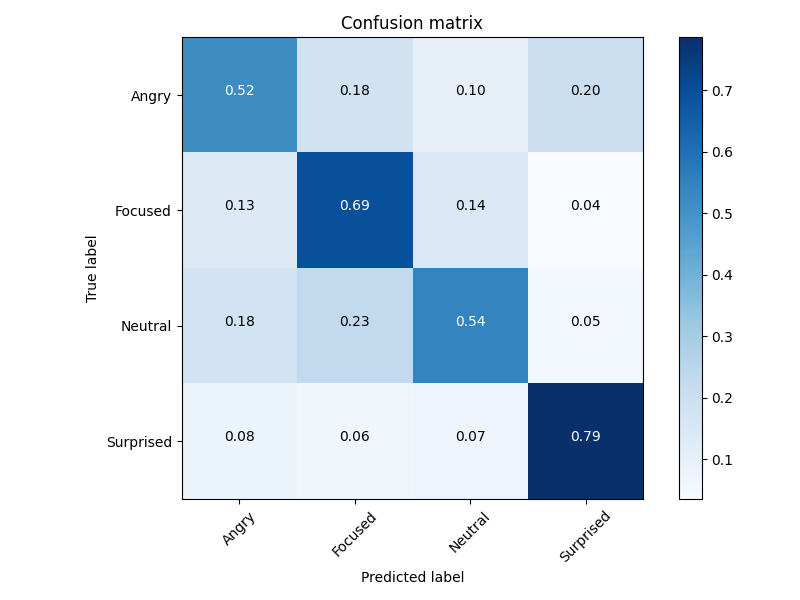 Confusion matrix
Angry 0.52 0.18 0.10 0.20
Focused 0.13 0.69 0.14 0.04
Neutral 0.18 0.23 0.54 0.05
Surprised 0.08 0.06 0.07 0.79
Angry Focused Neutral Surprised
True label
Predicted label
0.7
0.6
0.5
0.4
0.3
0.2
0.1